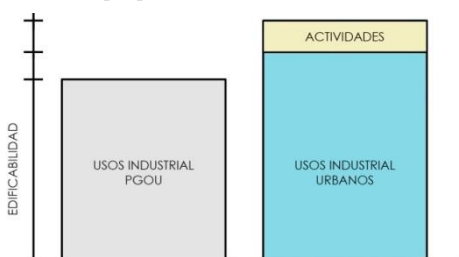 ACTIVIDADES
EDIFICABILIDAD
USOS INDUSTRIAL
PGOU
USOS INDUSTRIAL
URBANOS